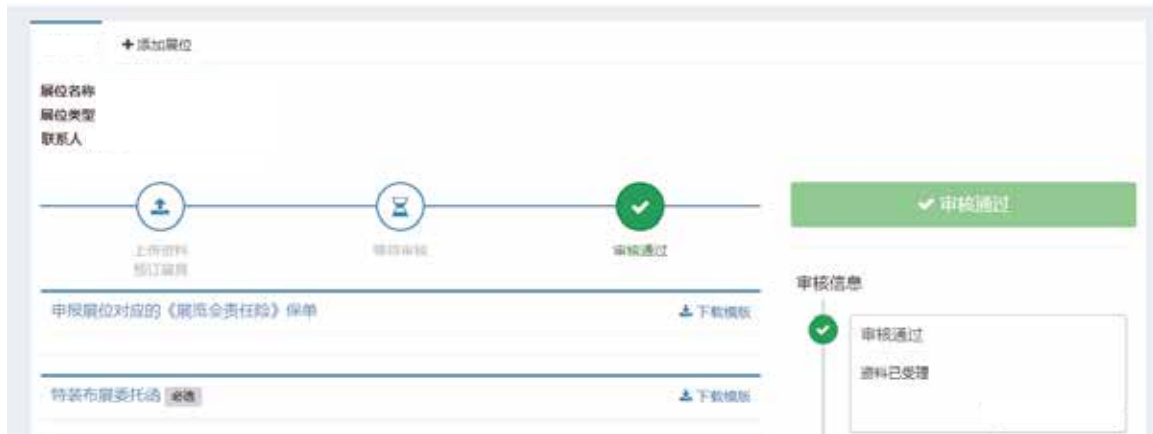 添加展位
展位名称
展位类型
联系人
审核通过
上传资料
等待审核
审核通过
预订展具
审核信息
申报展位对应的《展览会责任险》保单
下载模版
审核通过
资料已受理
特装布展委托函 必选
下载模版